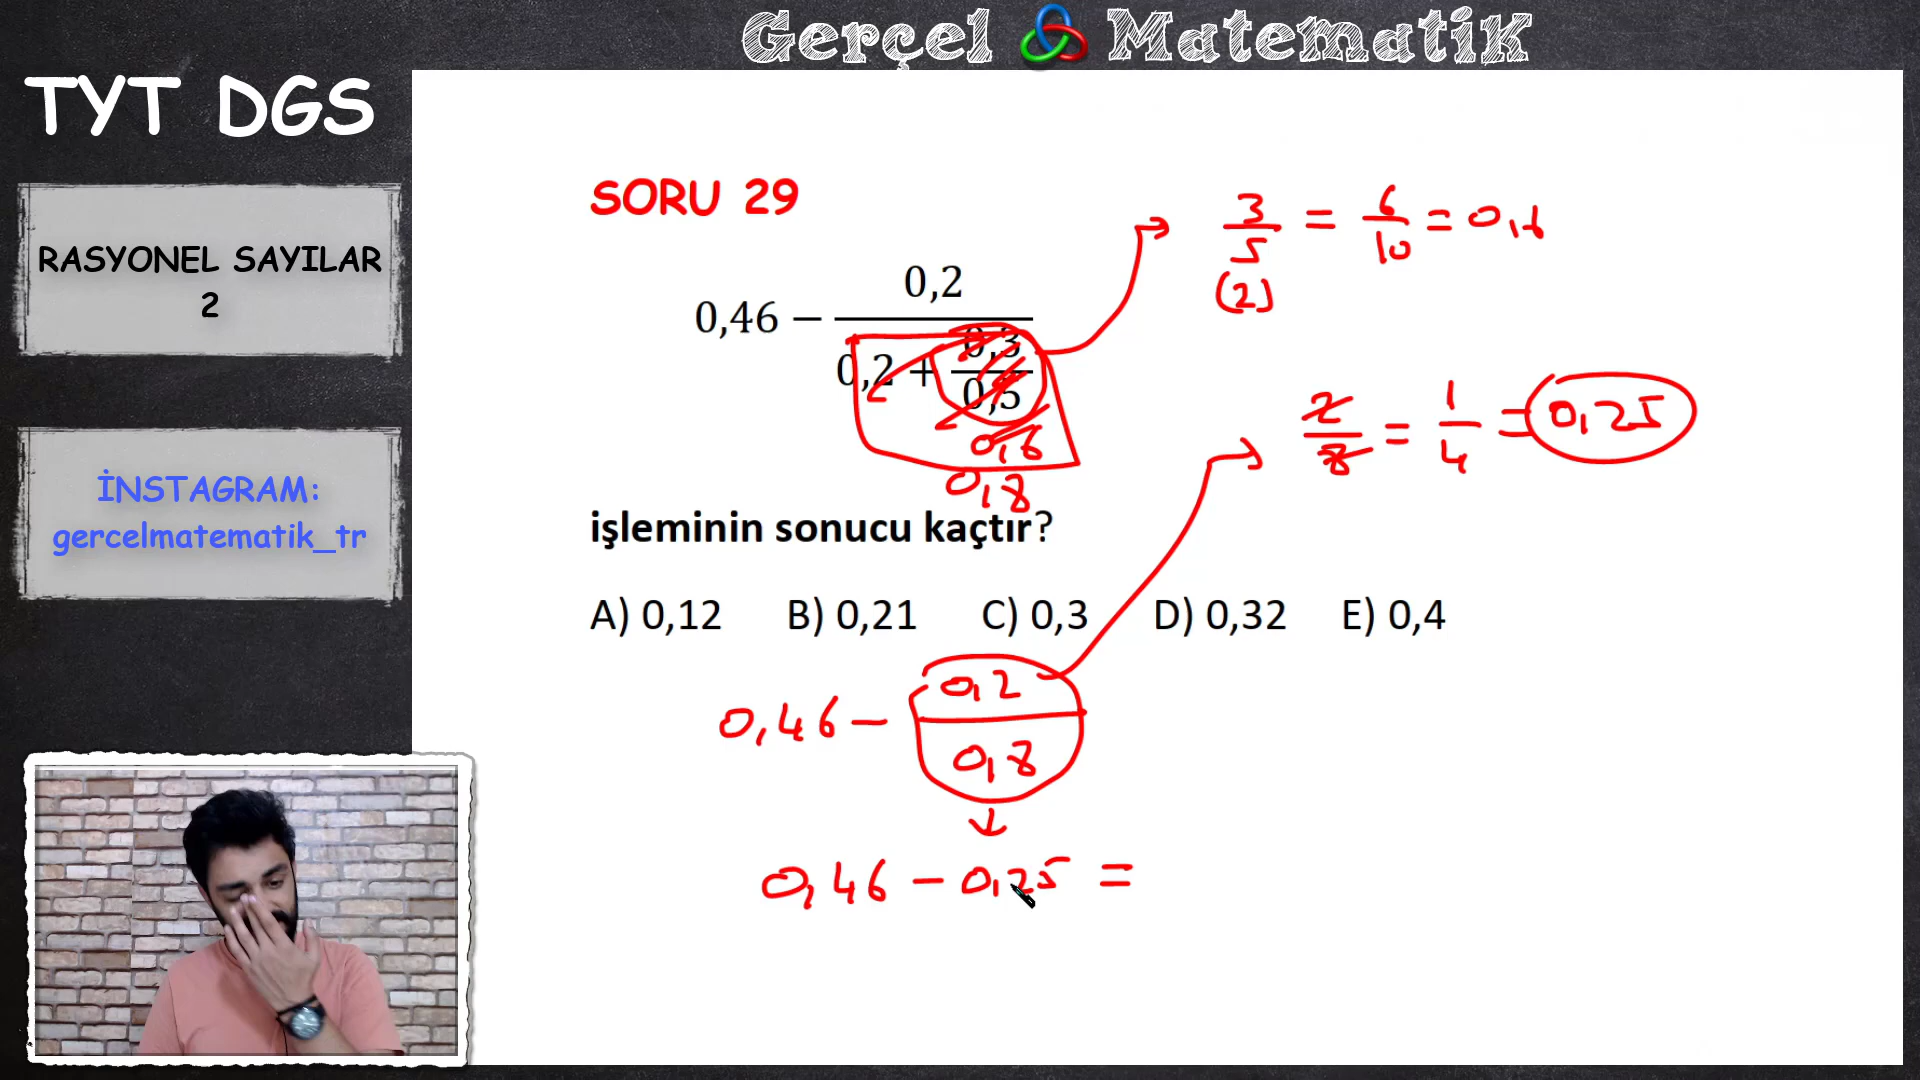 Gerçel Matematik
TYT DGS
RASYONEL SAYILAR
2
İNSTAGRAM:
gercelmatematik_tr
SORU 29
0,46 − 0,2 / (0,2 + 0,3 / 0,5)
0,6
0,8
işleminin sonucu kaçtır?
A) 0,12 B) 0,21 C) 0,3 D) 0,32 E) 0,4
3/5 = 6/10 = 0,6
(2)
2/8 = 1/4 = 0,25
0,46 − 0,2 / 0,8
0,46 − 0,25 =